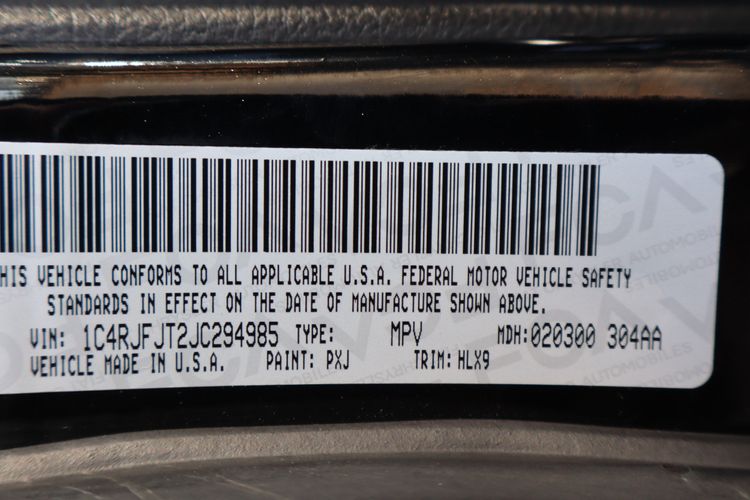 HIS VEHICLE CONFORMS TO ALL APPLICABLE U.S.A. FEDERAL MOTOR VEHICLE SAFETY
STANDARDS IN EFFECT ON THE DATE OF MANUFACTURE SHOWN ABOVE.
VIN: 1C4RJFJT2JC294985 TYPE: MPV MDH:020300 304AA
VEHICLE MADE IN U.S.A. PAINT: PXJ TRIM:HLX9